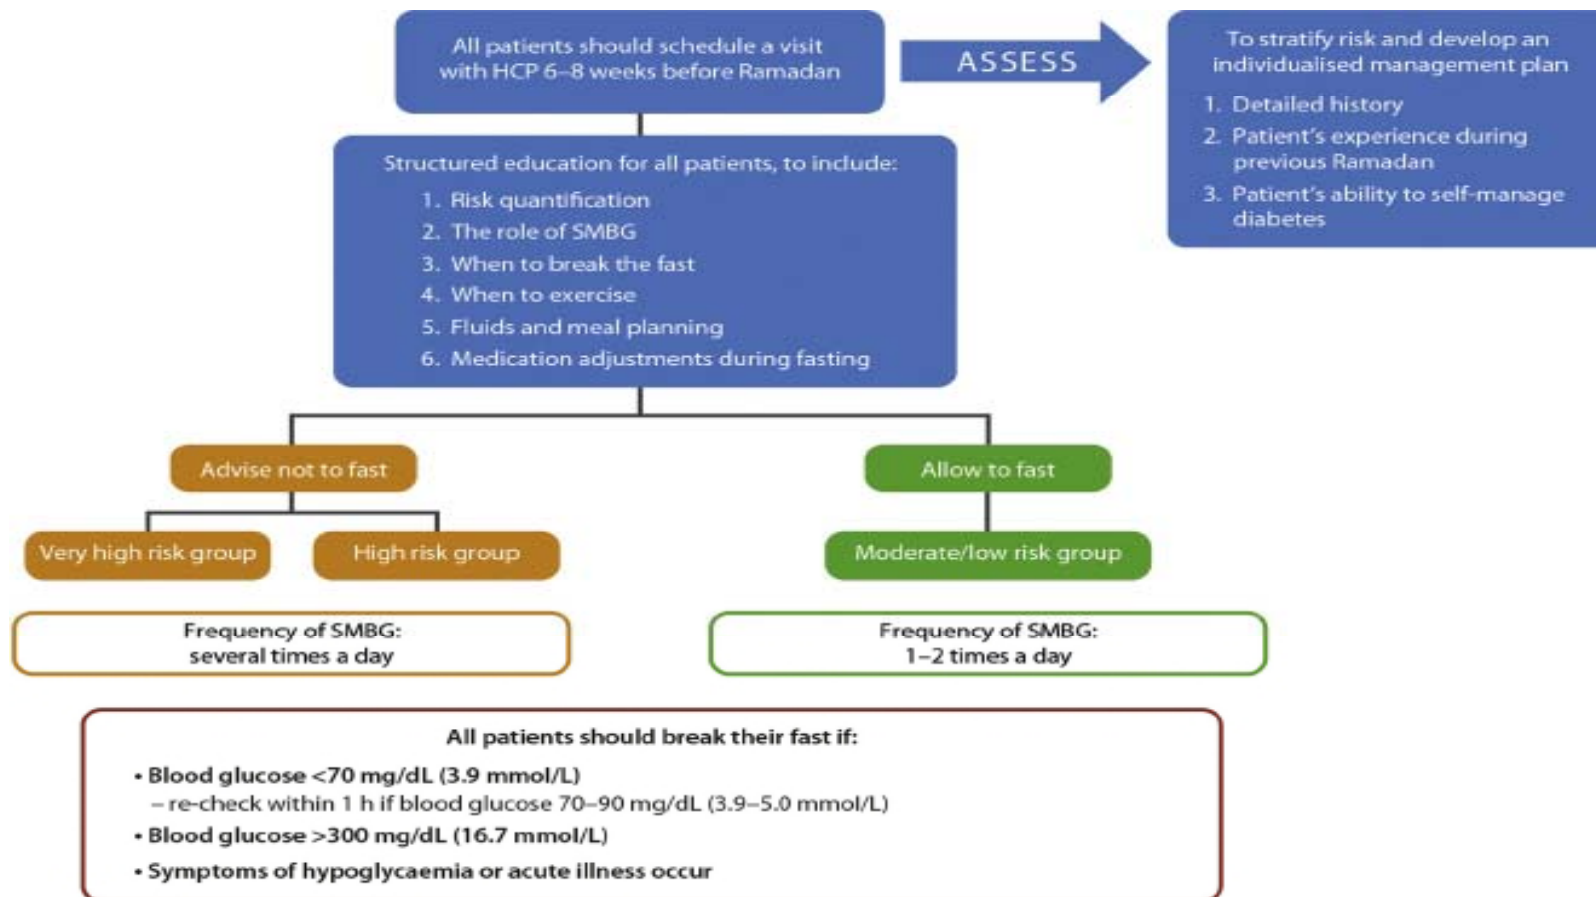 All patients should schedule a visit
with HCP 6–8 weeks before Ramadan
ASSESS
To stratify risk and develop an
individualised management plan
1. Detailed history
2. Patient's experience during
previous Ramadan
3. Patient's ability to self-manage
diabetes
Structured education for all patients, to include:
1. Risk quantification
2. The role of SMBG
3. When to break the fast
4. When to exercise
5. Fluids and meal planning
6. Medication adjustments during fasting
Advise not to fast
Allow to fast
Very high risk group
High risk group
Moderate/low risk group
Frequency of SMBG:
several times a day
Frequency of SMBG:
1–2 times a day
All patients should break their fast if:
• Blood glucose <70 mg/dL (3.9 mmol/L)
– re-check within 1 h if blood glucose 70–90 mg/dL (3.9–5.0 mmol/L)
• Blood glucose >300 mg/dL (16.7 mmol/L)
• Symptoms of hypoglycaemia or acute illness occur